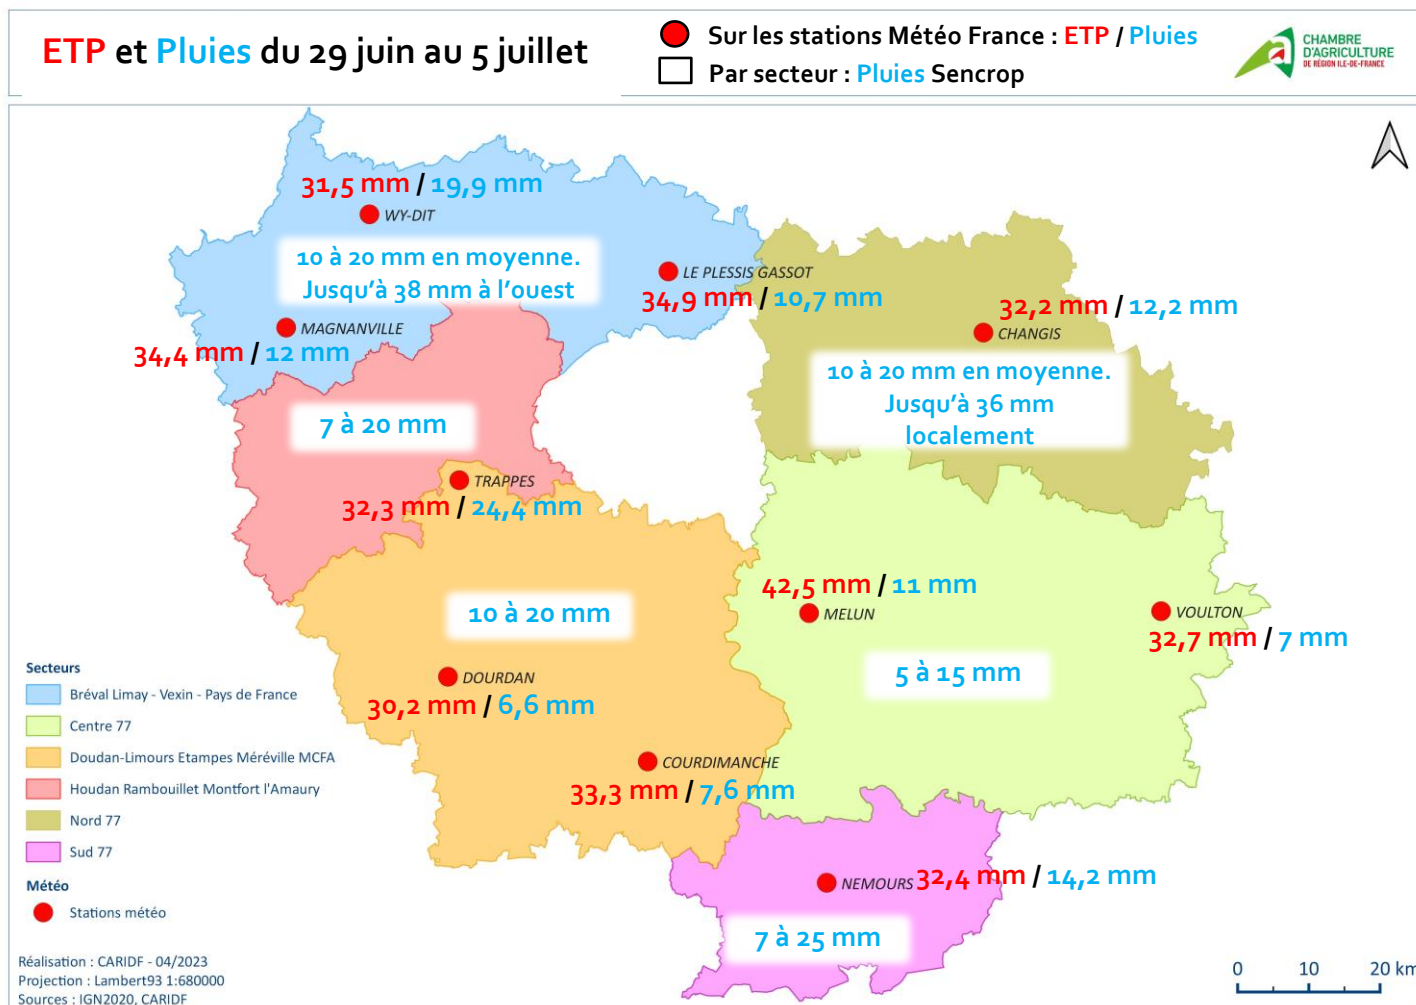 ETP et Pluies du 29 juin au 5 juillet
Sur les stations Météo France : ETP / Pluies
Par secteur : Pluies Sencrop
CHAMBRE
D'AGRICULTURE
DE RÉGION ILE-DE-FRANCE
31,5 mm / 19,9 mm
WY-DIT
10 à 20 mm en moyenne.
Jusqu'à 38 mm à l'ouest
LE PLESSIS GASSOT
34,9 mm / 10,7 mm
MAGNANVILLE
34,4 mm / 12 mm
32,2 mm / 12,2 mm
CHANGIS
10 à 20 mm en moyenne.
Jusqu'à 36 mm
localement
7 à 20 mm
TRAPPES
32,3 mm / 24,4 mm
10 à 20 mm
42,5 mm / 11 mm
MELUN
VOULTON
32,7 mm / 7 mm
5 à 15 mm
DOURDAN
30,2 mm / 6,6 mm
COURDIMANCHE
33,3 mm / 7,6 mm
NEMOURS 32,4 mm / 14,2 mm
7 à 25 mm
Secteurs
Bréval Limay - Vexin - Pays de France
Centre 77
Doudan-Limours Etampes Méréville MCFA
Houdan Rambouillet Montfort l'Amaury
Nord 77
Sud 77
Météo
Stations météo
Réalisation : CARIDF - 04/2023
Projection : Lambert93 1:680000
Sources : IGN2020, CARIDF
0 10 20 km